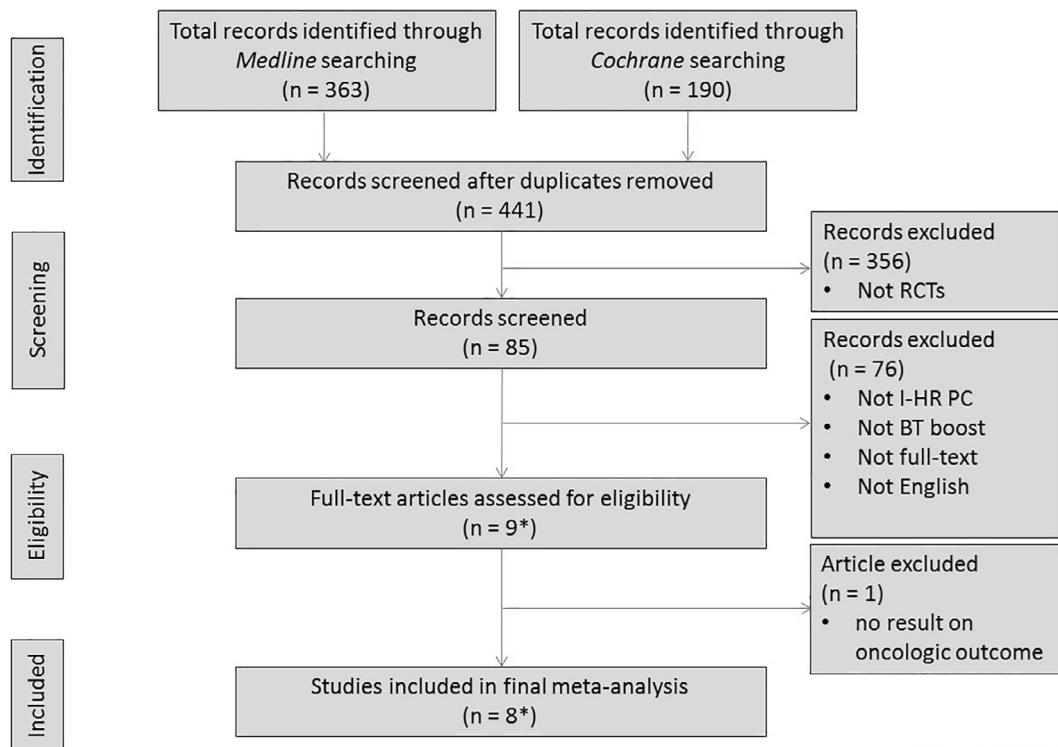 Identification
Total records identified through
Medline searching
(n = 363)
Total records identified through
Cochrane searching
(n = 190)
Records screened after duplicates removed
(n = 441)
Screening
Records excluded
(n = 356)
• Not RCTs
Records screened
(n = 85)
Records excluded
(n = 76)
• Not I-HR PC
• Not BT boost
• Not full-text
• Not English
Eligibility
Full-text articles assessed for eligibility
(n = 9*)
Article excluded
(n = 1)
• no result on
oncologic outcome
Included
Studies included in final meta-analysis
(n = 8*)